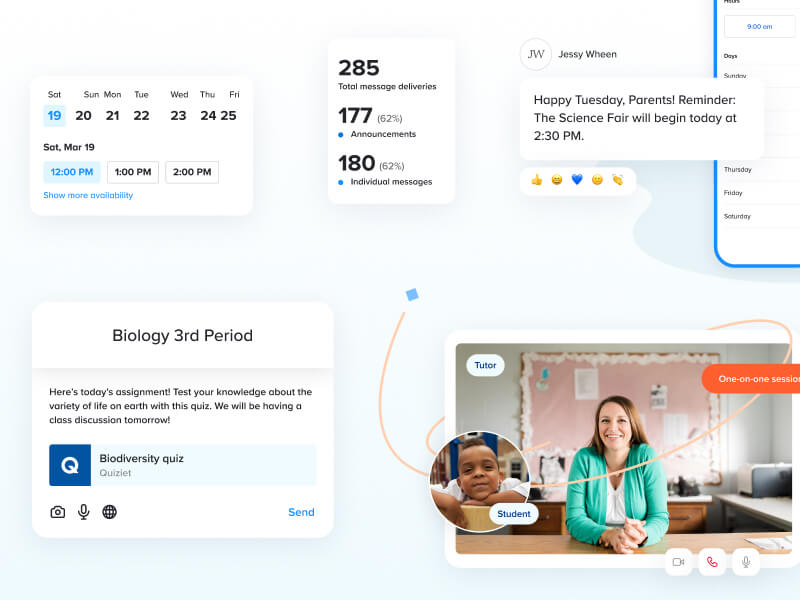 Sat Sun Mon Tue Wed Thu Fri
19 20 21 22 23 24 25
Sat, Mar 19
12:00 PM 1:00 PM 2:00 PM
Show more availability
285
Total message deliveries
177 (62%)
Announcements
180 (62%)
Individual messages
JW Jessy Wheen
Happy Tuesday, Parents! Reminder:
The Science Fair will begin today at
2:30 PM.
Hours
9:00 am
Days
Sunday
Thursday
Friday
Saturday
Biology 3rd Period
Here's today's assignment! Test your knowledge about the
variety of life on earth with this quiz. We will be having a
class discussion tomorrow!
Q
Biodiversity quiz
Quiziet
Send
Tutor
One-on-one session
Student